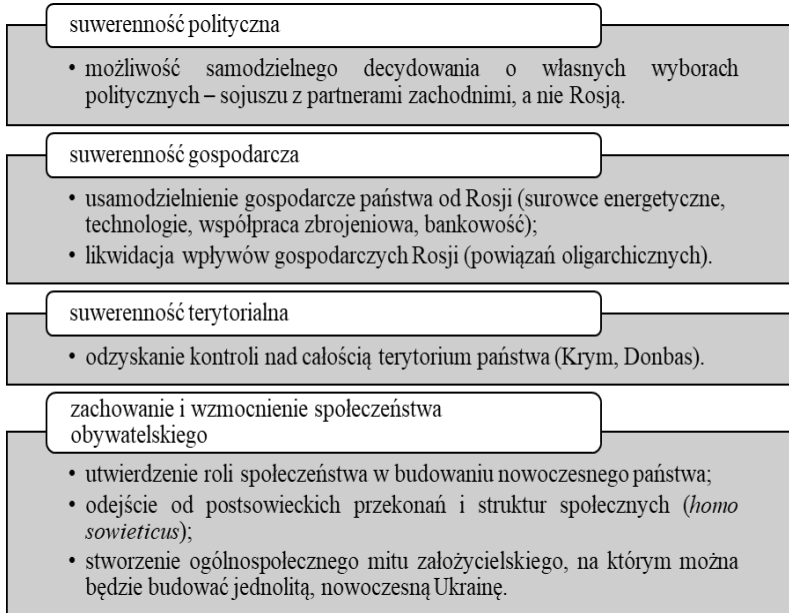 suwerenność polityczna
• możliwość samodzielnego decydowania o własnych wyborach
politycznych – sojuszu z partnerami zachodnimi, a nie Rosją.
suwerenność gospodarcza
• usamodzielnienie gospodarcze państwa od Rosji (surowce energetyczne,
technologie, współpraca zbrojeniowa, bankowość);
• likwidacja wpływów gospodarczych Rosji (powiązań oligarchicznych).
suwerenność terytorialna
• odzyskanie kontroli nad całością terytorium państwa (Krym, Donbas).
zachowanie i wzmocnienie społeczeństwa
obywatelskiego
• utwierdzenie roli społeczeństwa w budowaniu nowoczesnego państwa;
• odejście od postsowieckich przekonań i struktur społecznych (homo
sowieticus);
• stworzenie ogólnospołecznego mitu założycielskiego, na którym można
będzie budować jednolitą, nowoczesną Ukrainę.